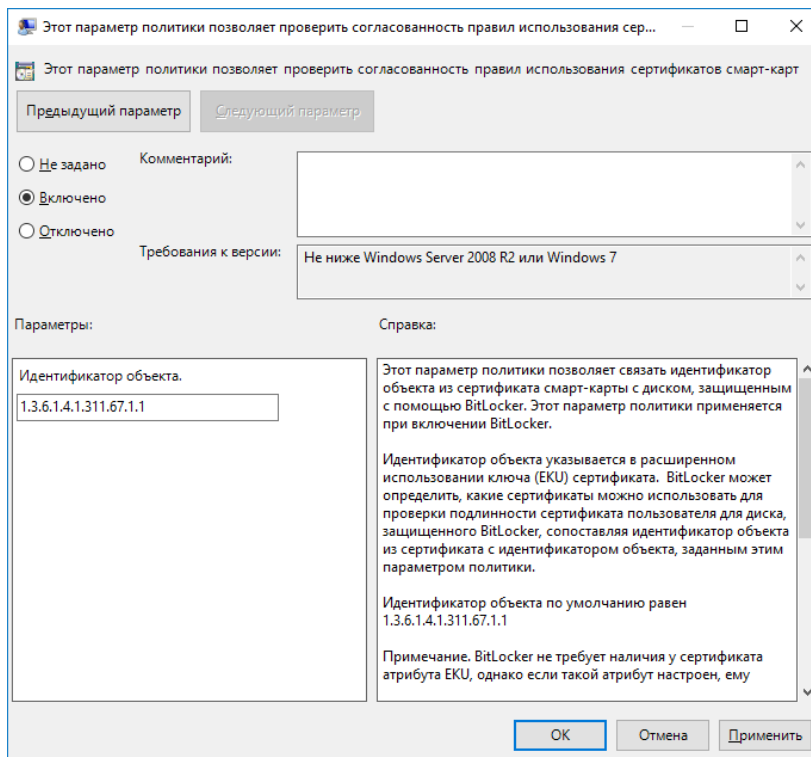 Этот параметр политики позволяет проверить согласованность правил использования сер...
Этот параметр политики позволяет проверить согласованность правил использования сертификатов смарт-карт
Предыдущий параметр
Следующий параметр
Не задано
Комментарий:
Включено
Отключено
Требования к версии:
Не ниже Windows Server 2008 R2 или Windows 7
Параметры:
Справка:
Идентификатор объекта.
1.3.6.1.4.1.311.67.1.1
Этот параметр политики позволяет связать идентификатор
объекта из сертификата смарт-карты с диском, защищенным
с помощью BitLocker. Этот параметр политики применяется
при включении BitLocker.
Идентификатор объекта указывается в расширенном
использовании ключа (EKU) сертификата.  BitLocker может
определить, какие сертификаты можно использовать для
проверки подлинности сертификата пользователя для диска,
защищенного BitLocker, сопоставляя идентификатор объекта
из сертификата с идентификатором объекта, заданным этим
параметром политики.
Идентификатор объекта по умолчанию равен
1.3.6.1.4.1.311.67.1.1
Примечание. BitLocker не требует наличия у сертификата
атрибута EKU, однако если такой атрибут настроен, ему
ОК
Отмена
Применить